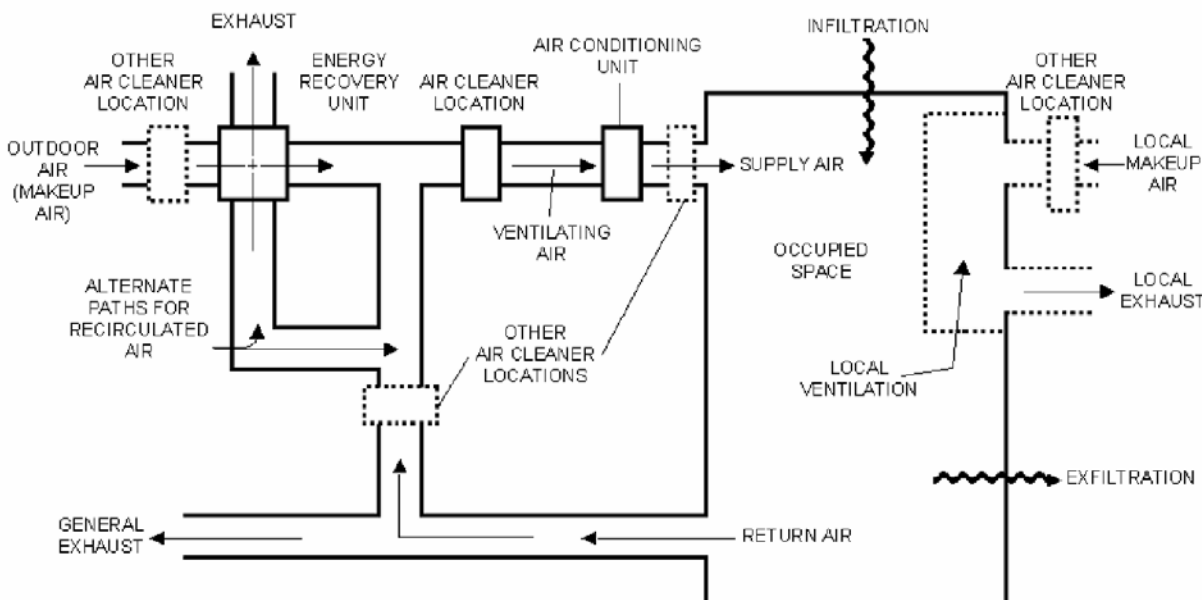 EXHAUST
OTHER
AIR CLEANER
LOCATION
ENERGY
RECOVERY
UNIT
AIR CLEANER
LOCATION
AIR CONDITIONING
UNIT
INFILTRATION
OTHER
AIR CLEANER
LOCATION
OUTDOOR
AIR
(MAKEUP
AIR)
SUPPLY AIR
LOCAL
MAKEUP
AIR
VENTILATING
AIR
OCCUPIED
SPACE
ALTERNATE
PATHS FOR
RECIRCULATED
AIR
LOCAL
EXHAUST
OTHER
AIR CLEANER
LOCATIONS
LOCAL
VENTILATION
EXFILTRATION
GENERAL
EXHAUST
RETURN AIR